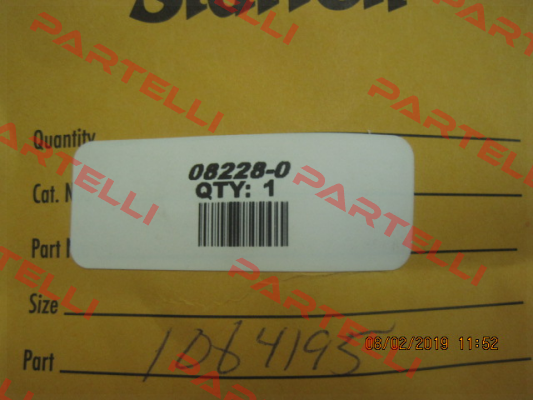 Starrett
Quantity
08228-0
Cat. N
QTY: 1
Part N
Size
Part 1064195
08/02/2019 11:52
PARTELLI
PARTELLI
PARTELLI
PARTELLI
PARTELLI
PARTELLI